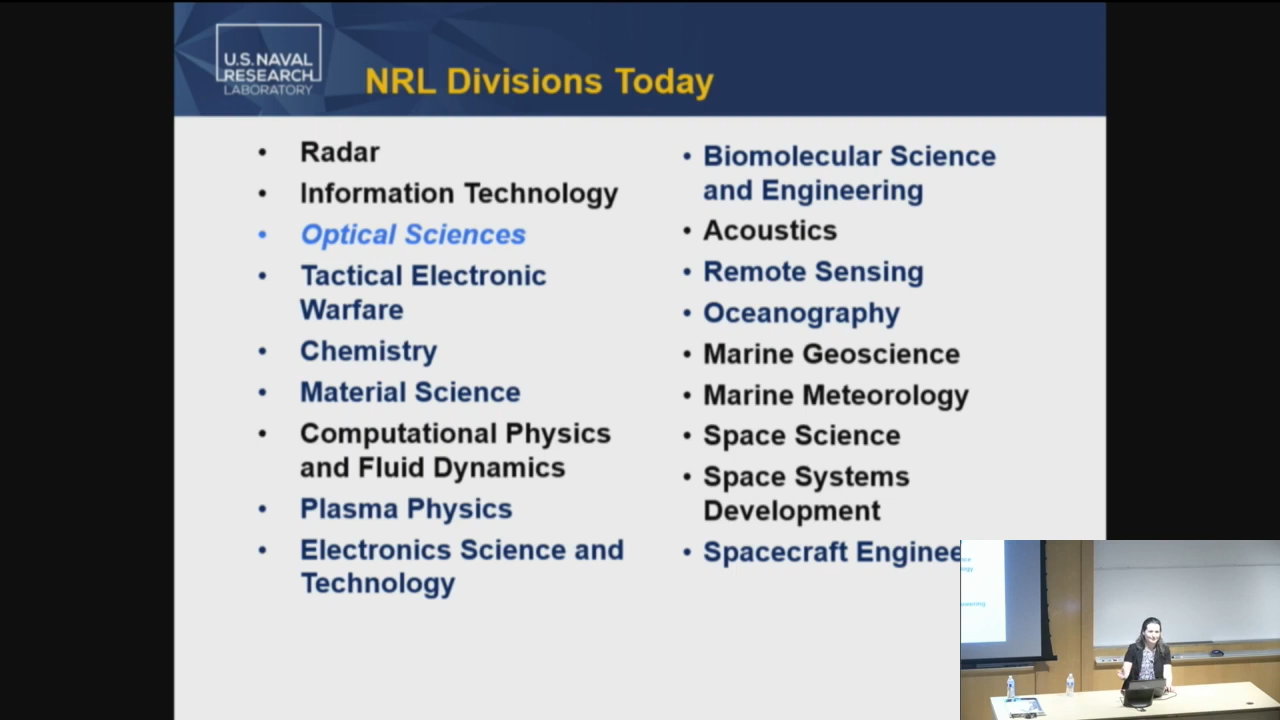 U.S. NAVAL
RESEARCH
LABORATORY
NRL Divisions Today
• Radar
• Information Technology
• Optical Sciences
• Tactical Electronic
Warfare
• Chemistry
• Material Science
• Computational Physics
and Fluid Dynamics
• Plasma Physics
• Electronics Science and
Technology
• Biomolecular Science
and Engineering
• Acoustics
• Remote Sensing
• Oceanography
• Marine Geoscience
• Marine Meteorology
• Space Science
• Space Systems
Development
• Spacecraft Enginee